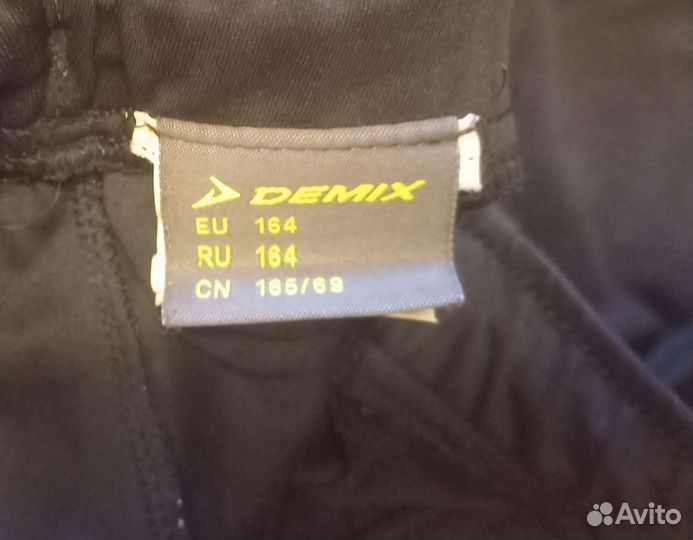 DEMIX
EU 164
RU 164
CN 165/69
Avito